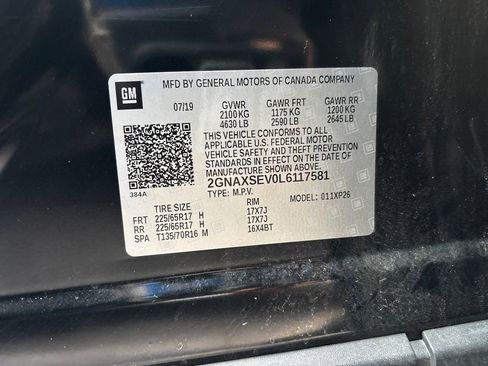 MFD BY GENERAL MOTORS OF CANADA COMPANY
GM
07/19 GVWR GAWR FRT GAWR RR
2100 KG 1175 KG 1200 KG
4630 LB 2590 LB 2645 LB
THIS VEHICLE CONFORMS TO ALL
APPLICABLE U.S. FEDERAL MOTOR
VEHICLE SAFETY AND THEFT PREVENTION
STANDARDS IN EFFECT ON THE DATE OF
MANUFACTURE SHOWN ABOVE.
2GNAXSEV0L6117581
384A TYPE: M.P.V. MODEL: 011XP26
TIRE SIZE RIM
FRT 225/65R17 H 17X7J
RR 225/65R17 H 17X7J
SPA T135/70R16 M 16X4BT